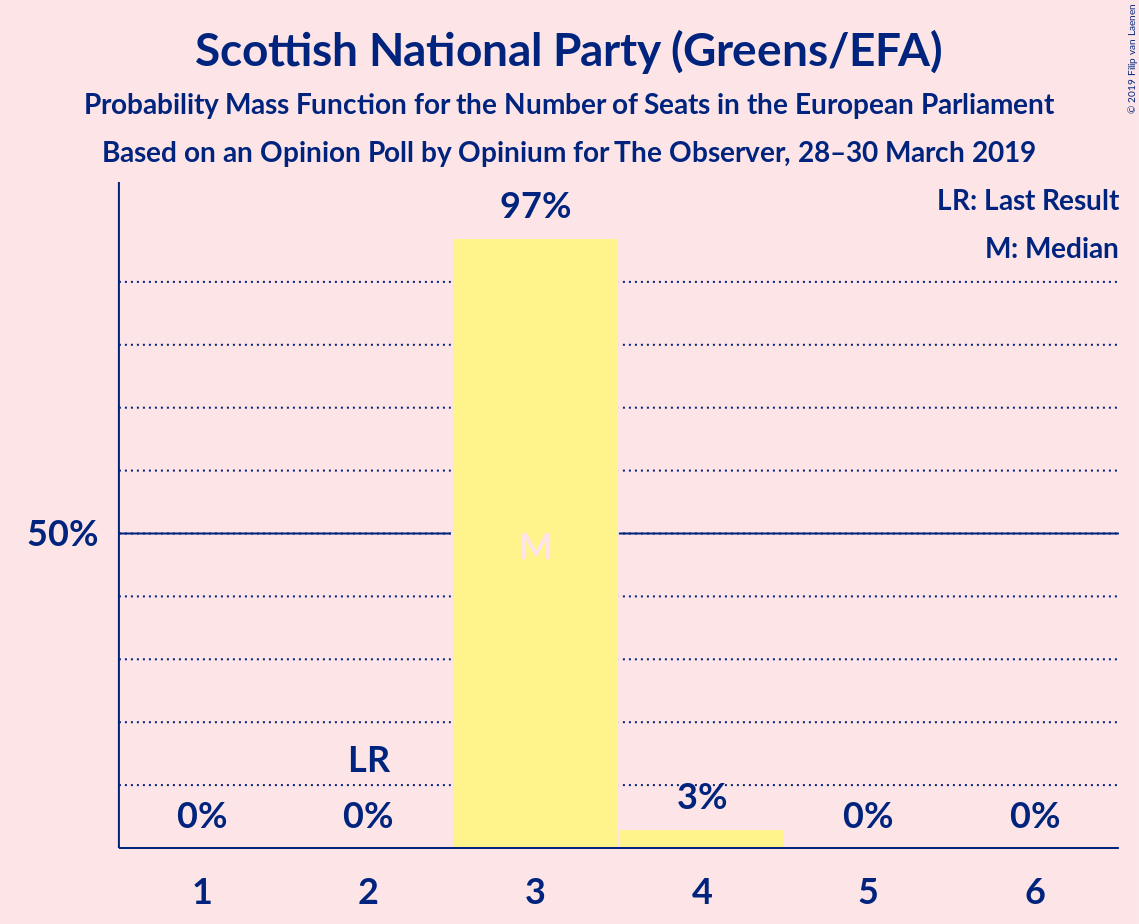 Scottish National Party (Greens/EFA)
Probability Mass Function for the Number of Seats in the European Parliament
Based on an Opinion Poll by Opinium for The Observer, 28–30 March 2019
© 2019 Filip van Laenen
LR: Last Result
M: Median
97%
50%
M
LR
0%
0%
3%
0%
0%
1
2
3
4
5
6